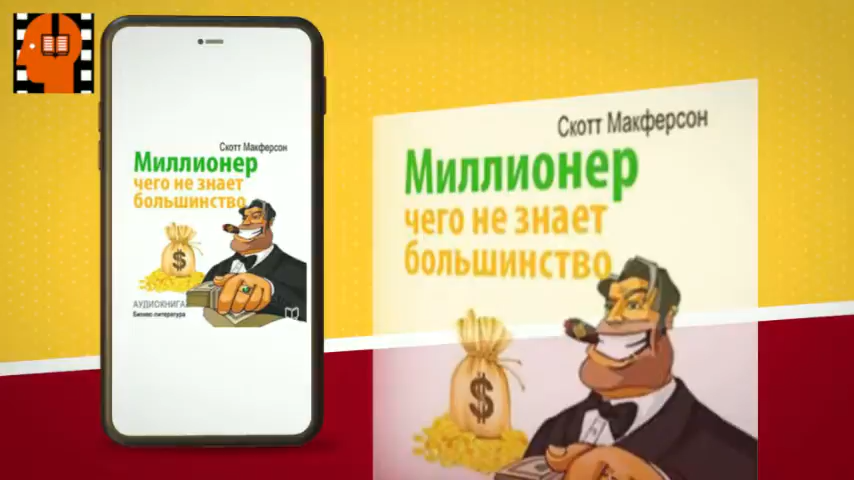 Скотт Макферсон
Миллионер
чего не знает
большинство
$
АУДИОКНИГА
Бизнес литература
Скотт Макферсон
Миллионер
чего не знает
большинство
$